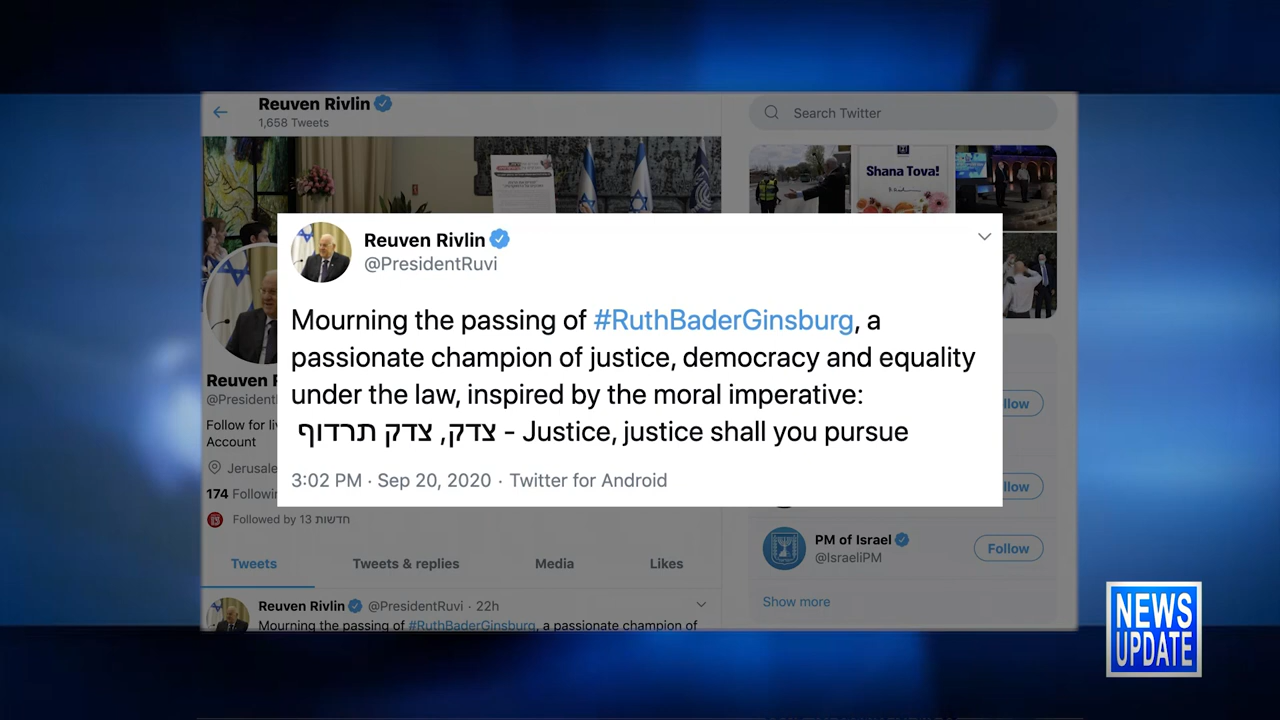 Reuven Rivlin
1,658 Tweets
Search Twitter
Shana Tova!
Reuven Rivlin
@PresidentRuvi
Mourning the passing of #RuthBaderGinsburg, a
passionate champion of justice, democracy and equality
under the law, inspired by the moral imperative:
צדק, צדק תרדוף - Justice, justice shall you pursue
3:02 PM · Sep 20, 2020 · Twitter for Android
Reuven
@President
Follow for
Account
174
Followed by חדשות 13
Tweets
Tweets & replies
Media
Likes
Reuven Rivlin @PresidentRuvi · 22h
Mourning the passing of #RuthBaderGinsburg, a passionate champion of
PM of Israel
@IsraeliPM
Follow
Show more
NEWS
UPDATE